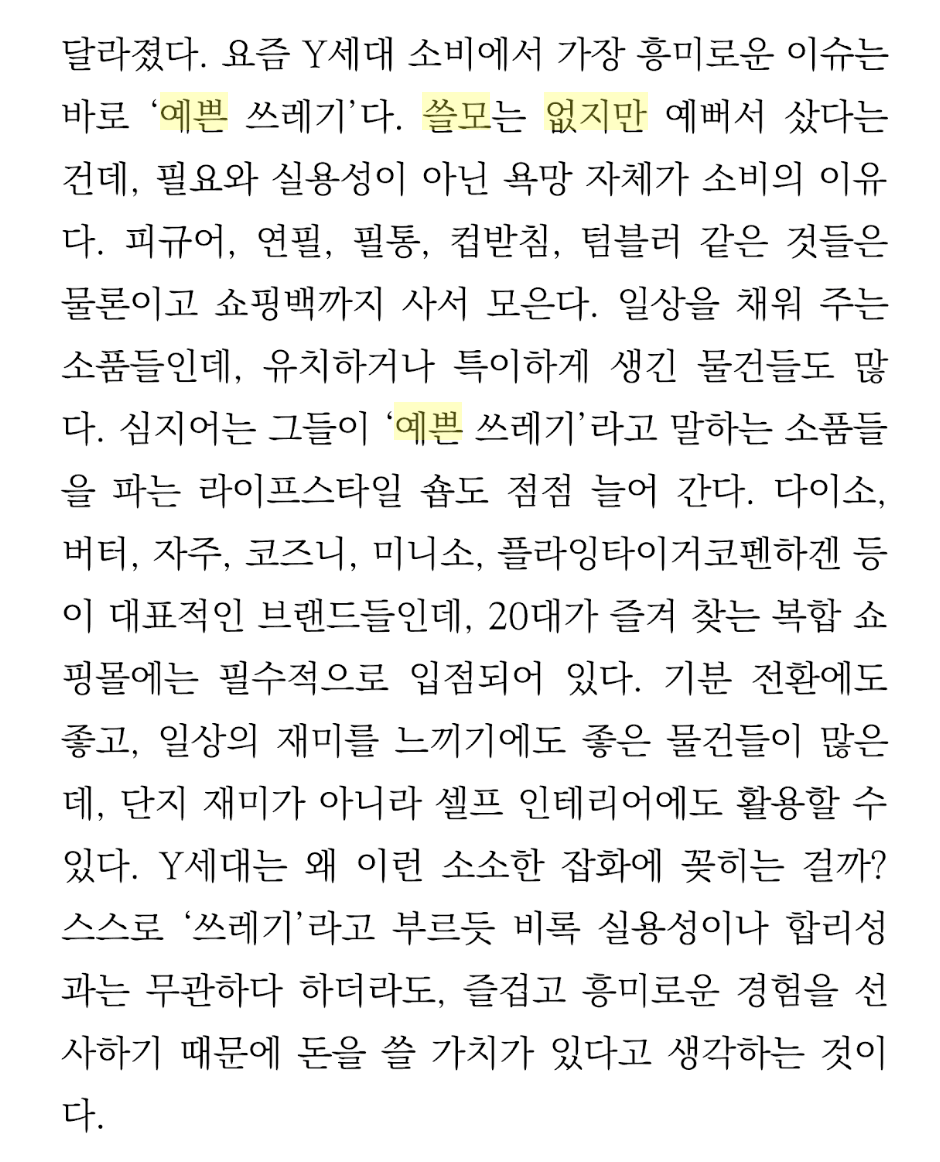 달라졌다. 요즘 Y세대 소비에서 가장 흥미로운 이슈는
바로 ‘예쁜 쓰레기’다. 쓸모는 없지만 예뻐서 샀다는
건데, 필요와 실용성이 아닌 욕망 자체가 소비의 이유
다. 피규어, 연필, 필통, 컵받침, 텀블러 같은 것들은
물론이고 쇼핑백까지 사서 모은다. 일상을 채워 주는
소품들인데, 유치하거나 특이하게 생긴 물건들도 많
다. 심지어는 그들이 ‘예쁜 쓰레기’라고 말하는 소품들
을 파는 라이프스타일 숍도 점점 늘어 간다. 다이소,
버터, 자주, 코즈니, 미니소, 플라잉타이거코펜하겐 등
이 대표적인 브랜드들인데, 20대가 즐겨 찾는 복합 쇼
핑몰에는 필수적으로 입점되어 있다. 기분 전환에도
좋고, 일상의 재미를 느끼기에도 좋은 물건들이 많은
데, 단지 재미가 아니라 셀프 인테리어에도 활용할 수
있다. Y세대는 왜 이런 소소한 잡화에 꽂히는 걸까?
스스로 ‘쓰레기’라고 부르듯 비록 실용성이나 합리성
과는 무관하다 하더라도, 즐겁고 흥미로운 경험을 선
사하기 때문에 돈을 쓸 가치가 있다고 생각하는 것이
다.